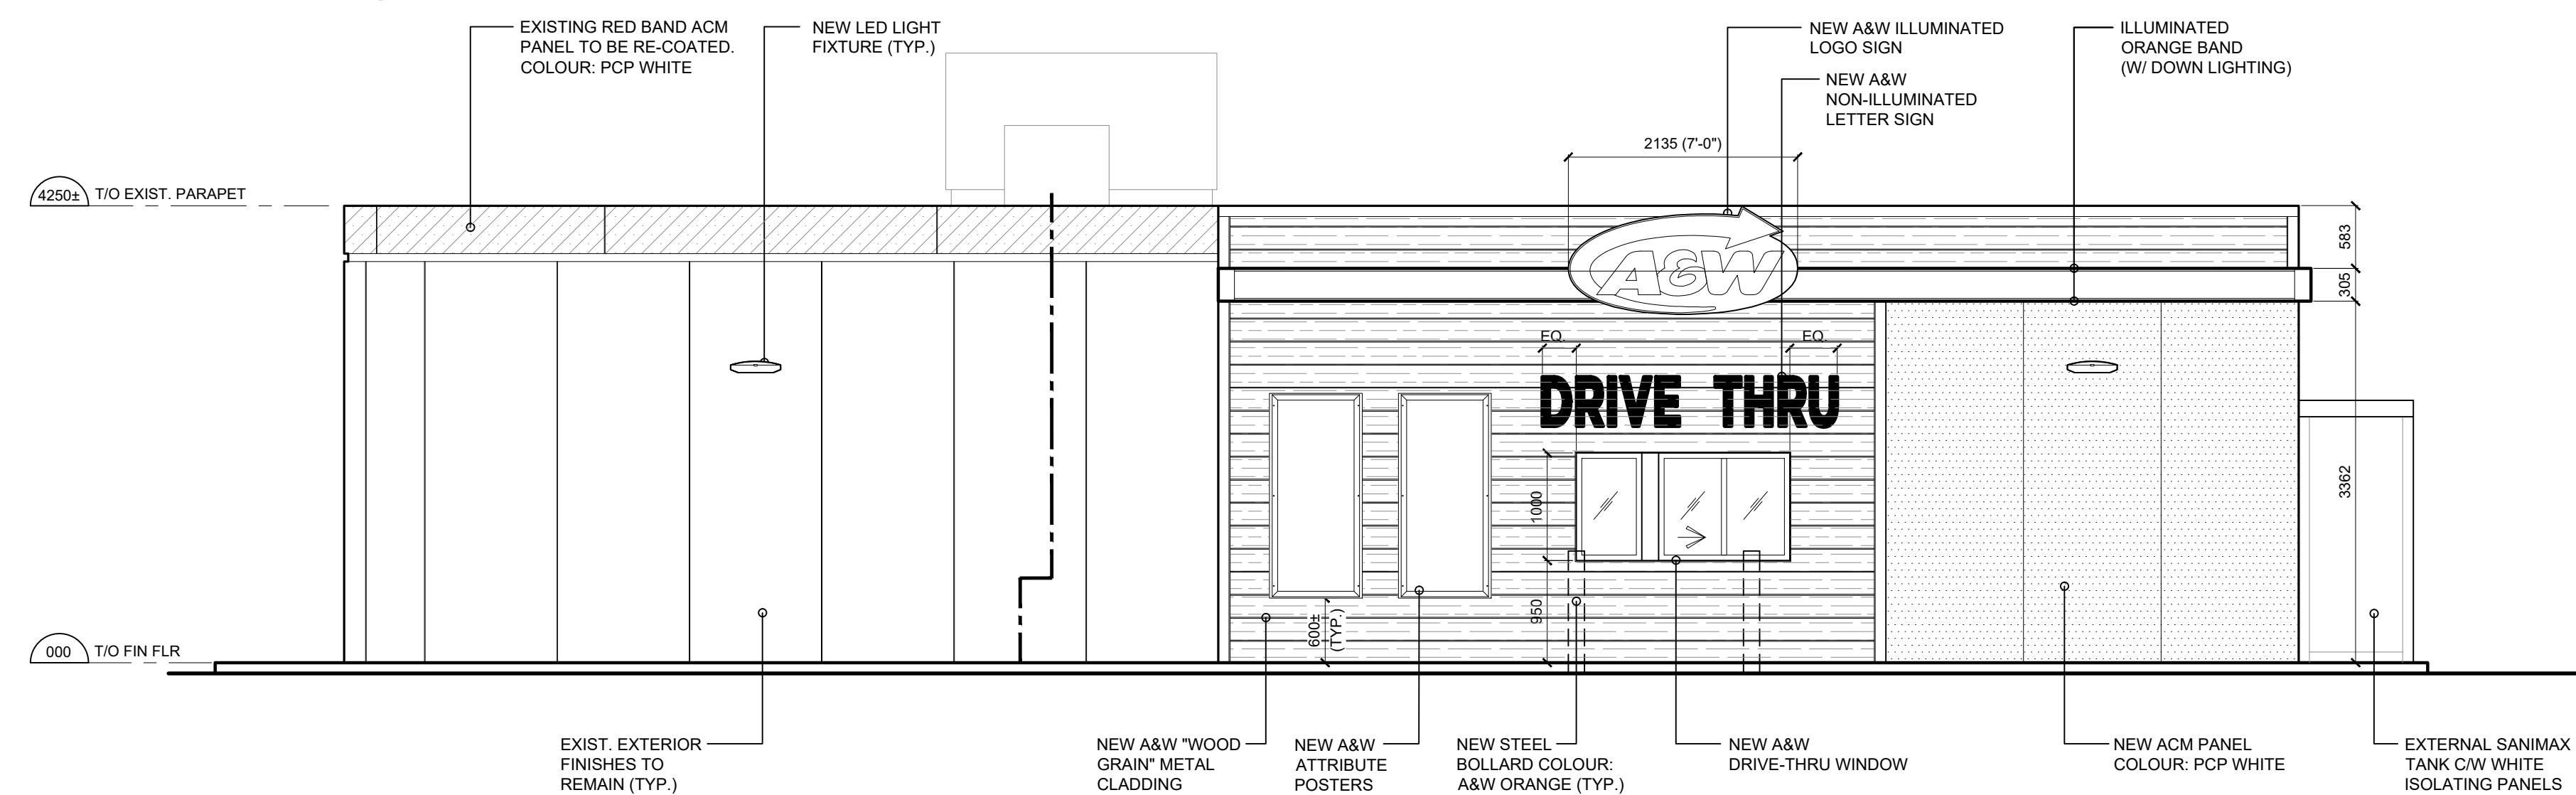 EXISTING RED BAND ACM
PANEL TO BE RE-COATED.
COLOUR: PCP WHITE
NEW LED LIGHT
FIXTURE (TYP.)
NEW A&W ILLUMINATED
LOGO SIGN
NEW A&W
NON-ILLUMINATED
LETTER SIGN
ILLUMINATED
ORANGE BAND
(W/ DOWN LIGHTING)
2135 (7'-0")
4250± T/O EXIST. PARAPET
583
A&W
305
EQ.
EQ.
DRIVE THRU
1000
3362
950
600±
(TYP.)
000 T/O FIN FLR
EXIST. EXTERIOR
FINISHES TO
REMAIN (TYP.)
NEW A&W "WOOD
GRAIN" METAL
CLADDING
NEW A&W
ATTRIBUTE
POSTERS
NEW STEEL
BOLLARD COLOUR:
A&W ORANGE (TYP.)
NEW A&W
DRIVE-THRU WINDOW
NEW ACM PANEL
COLOUR: PCP WHITE
EXTERNAL SANIMAX
TANK C/W WHITE
ISOLATING PANELS